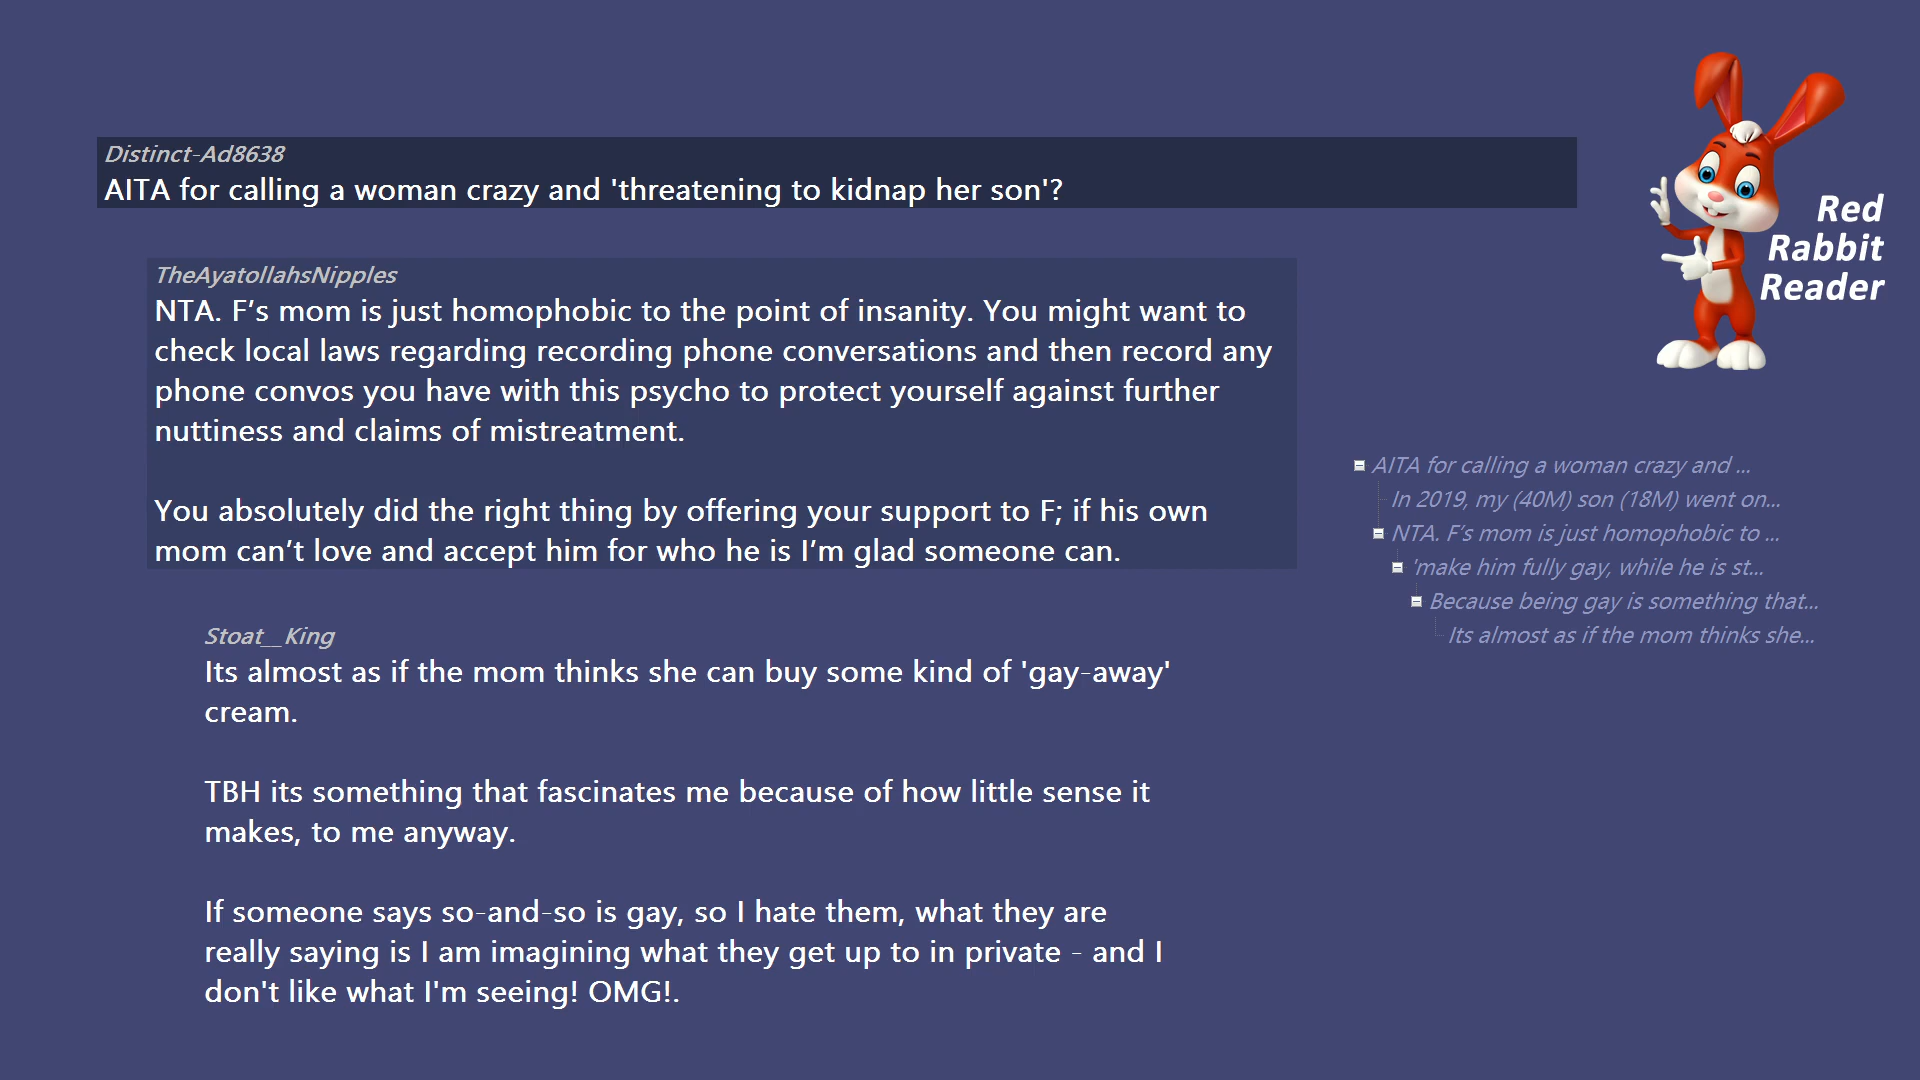 Distinct-Ad8638
AITA for calling a woman crazy and 'threatening to kidnap her son'?
Red
Rabbit
Reader
TheAyatollahsNipples
NTA. F’s mom is just homophobic to the point of insanity. You might want to
check local laws regarding recording phone conversations and then record any
phone convos you have with this psycho to protect yourself against further
nuttiness and claims of mistreatment.
You absolutely did the right thing by offering your support to F; if his own
mom can’t love and accept him for who he is I’m glad someone can.
Stoat__King
Its almost as if the mom thinks she can buy some kind of 'gay-away'
cream.
TBH its something that fascinates me because of how little sense it
makes, to me anyway.
If someone says so-and-so is gay, so I hate them, what they are
really saying is I am imagining what they get up to in private - and I
don't like what I'm seeing! OMG!.
AITA for calling a woman crazy and ...
In 2019, my (40M) son (18M) went on...
NTA. F’s mom is just homophobic to ...
'make him fully gay, while he is st...
Because being gay is something that...
Its almost as if the mom thinks she...